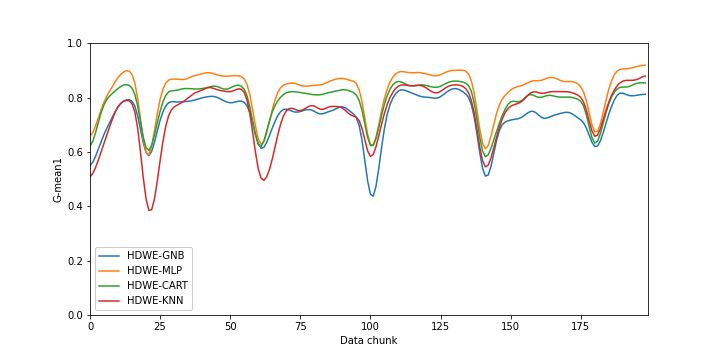 1.0
0.8
0.6
0.4
0.2
0.0
G-mean1
HDWE-GNB
HDWE-MLP
HDWE-CART
HDWE-KNN
0 25 50 75 100 125 150 175
Data chunk